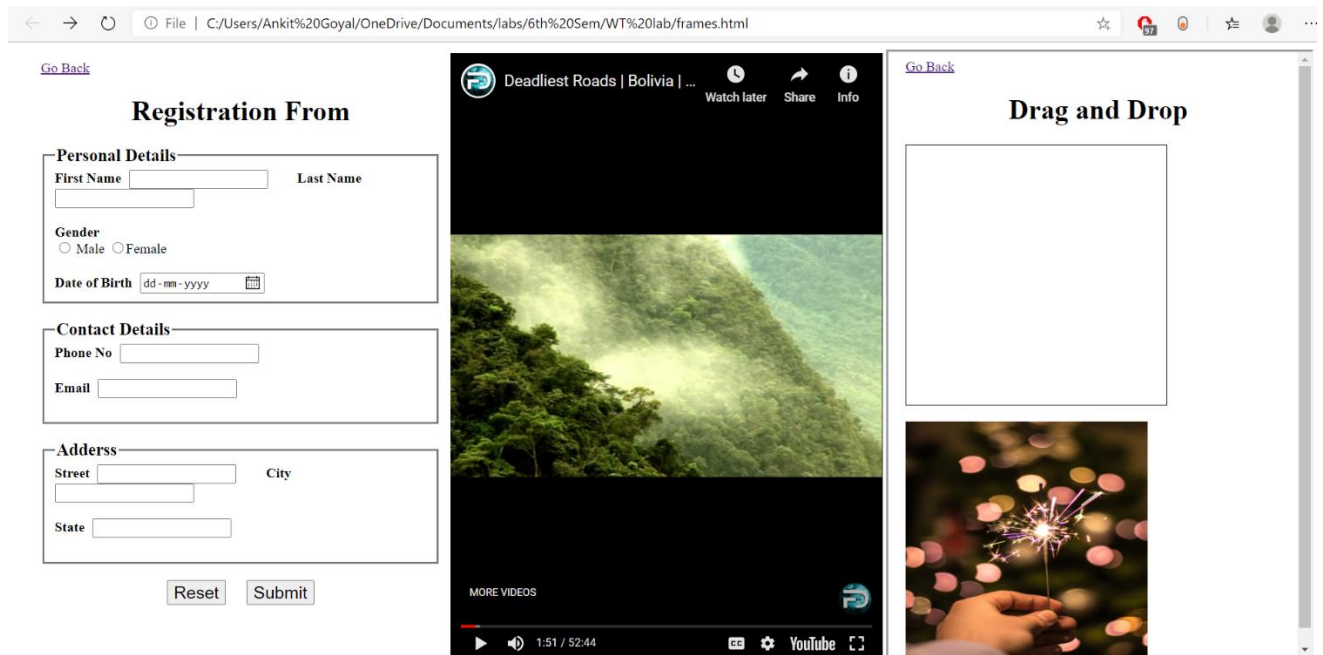 File | C:/Users/Ankit%20Goyal/OneDrive/Documents/labs/6th%20Sem/WT%20lab/frames.html
97
Go Back
Registration From
Personal Details
First Name Last Name
Gender
Male Female
Date of Birth dd-mm-yyyy
Contact Details
Phone No
Email
Adderss
Street City
State
Reset Submit
Deadliest Roads | Bolivia | ...
Watch later Share Info
MORE VIDEOS
1:51 / 52:44
CC YouTube
Go Back
Drag and Drop